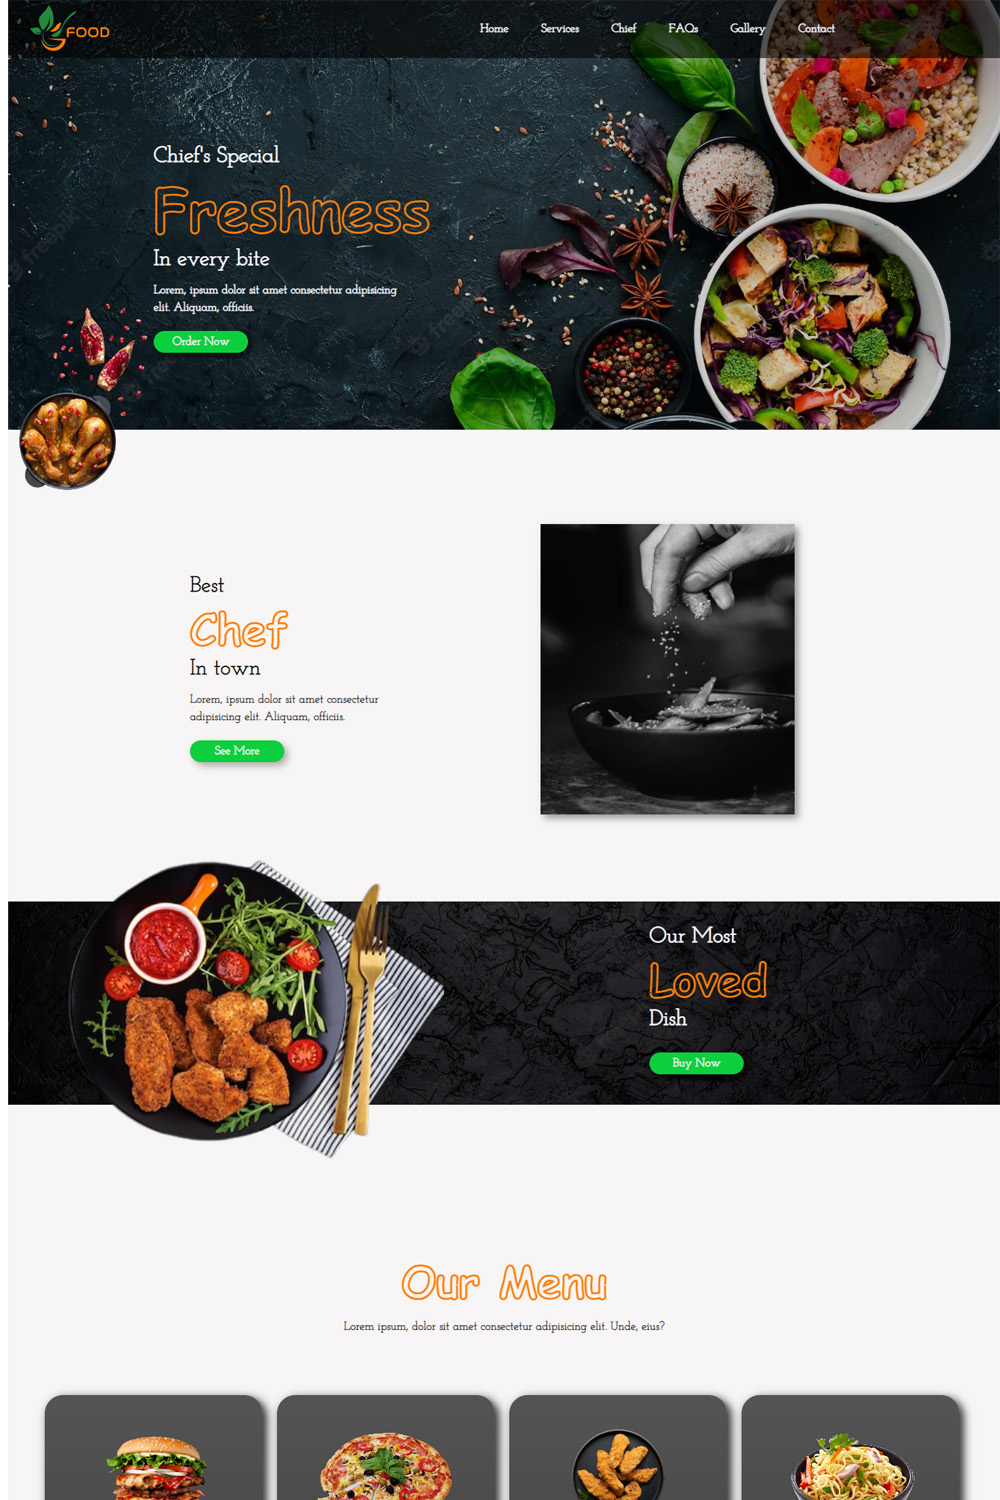 FOOD
Home Services Chief FAQs Gallery Contact
Chief's Special
Freshness
In every bite
Lorem, ipsum dolor sit amet consectetur adipisicing
elit. Aliquam, officiis.
Order Now
Best
Chef
In town
Lorem, ipsum dolor sit amet consectetur
adipisicing elit. Aliquam, officiis.
See More
Our Most
Loved
Dish
Buy Now
Our Menu
Lorem ipsum, dolor sit amet consectetur adipisicing elit. Unde, eius?